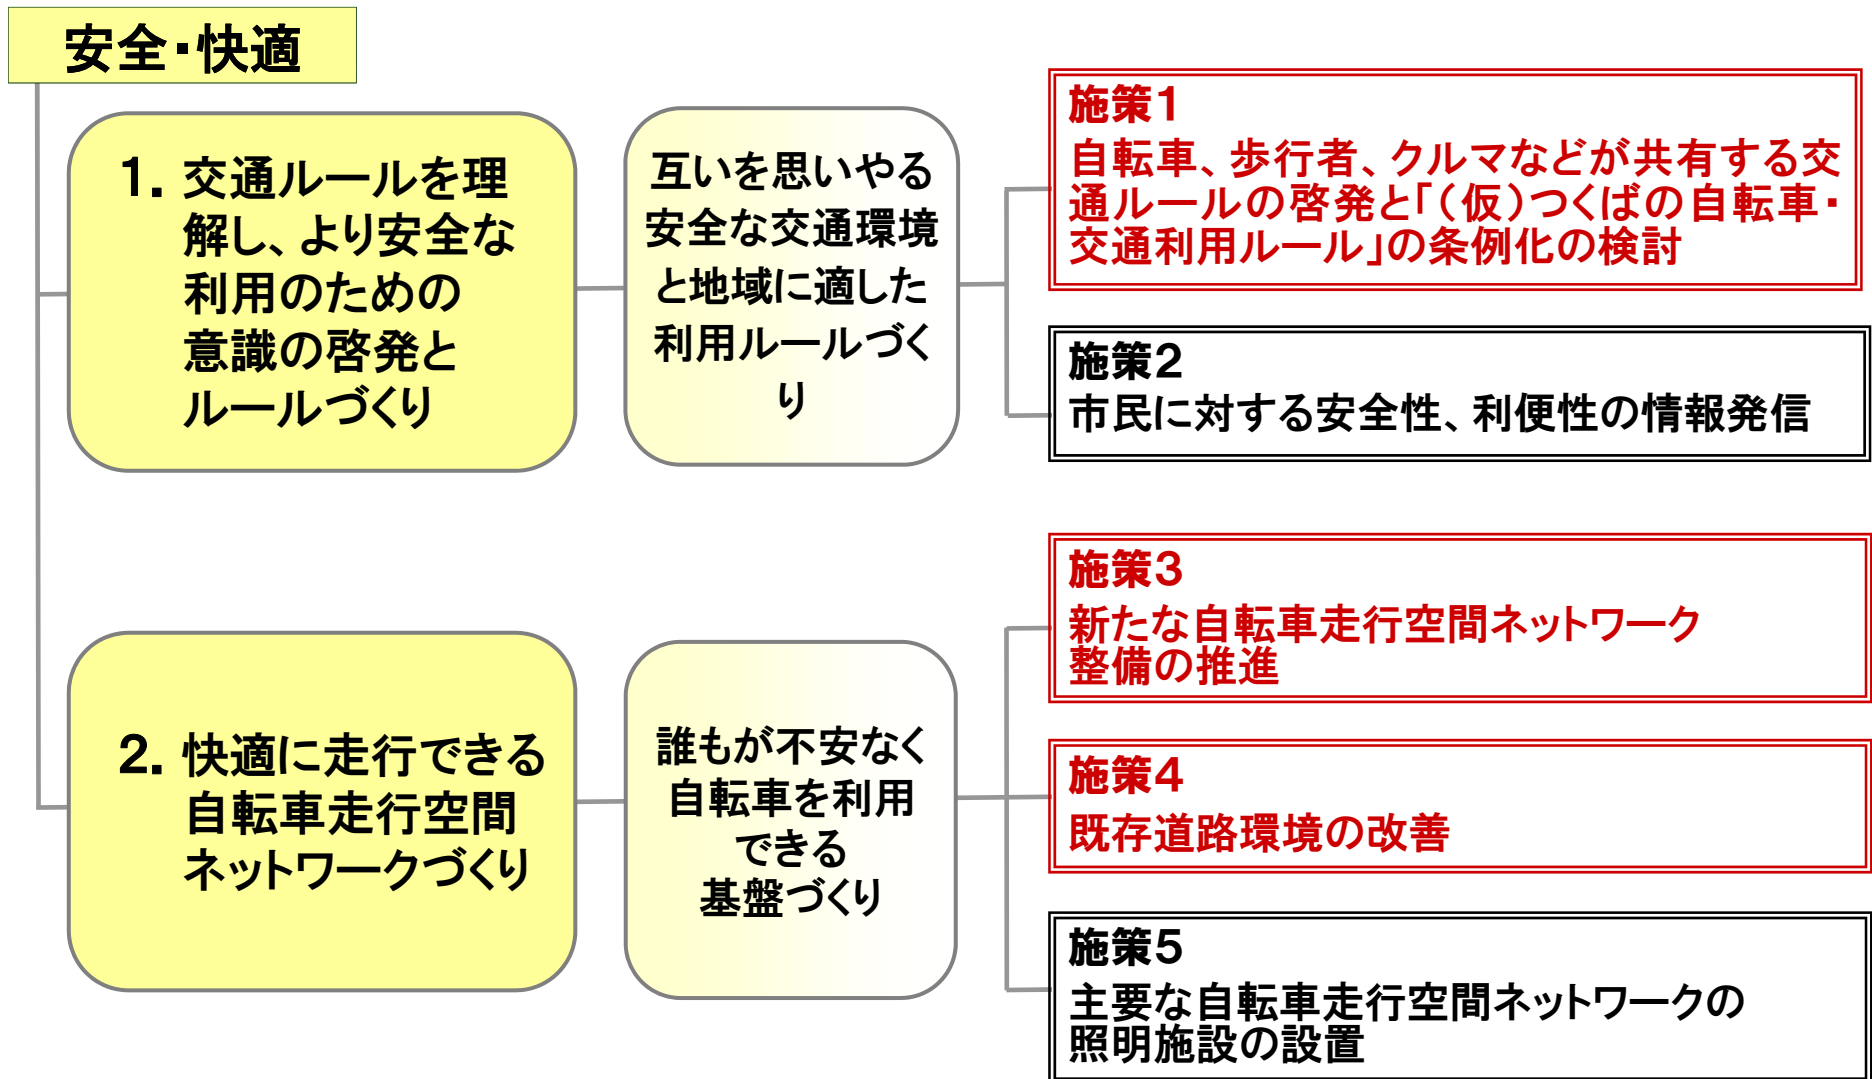 安全・快適
1. 交通ルールを理
解し、より安全な
利用のための
意識の啓発と
ルールづくり
互いを思いやる
安全な交通環境
と地域に適した
利用ルールづく
り
施策1
自転車、歩行者、クルマなどが共有する交
通ルールの啓発と「(仮)つくばの自転車・
交通利用ルール」の条例化の検討
施策2
市民に対する安全性、利便性の情報発信
2. 快適に走行できる
自転車走行空間
ネットワークづくり
誰もが不安なく
自転車を利用
できる
基盤づくり
施策3
新たな自転車走行空間ネットワーク
整備の推進
施策4
既存道路環境の改善
施策5
主要な自転車走行空間ネットワークの
照明施設の設置